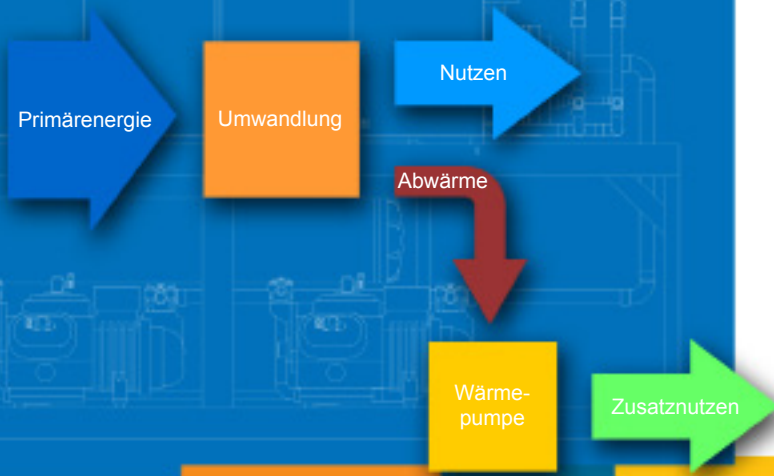 Primärenergie
Umwandlung
Nutzen
Abwärme
Wärme-
pumpe
Zusatznutzen